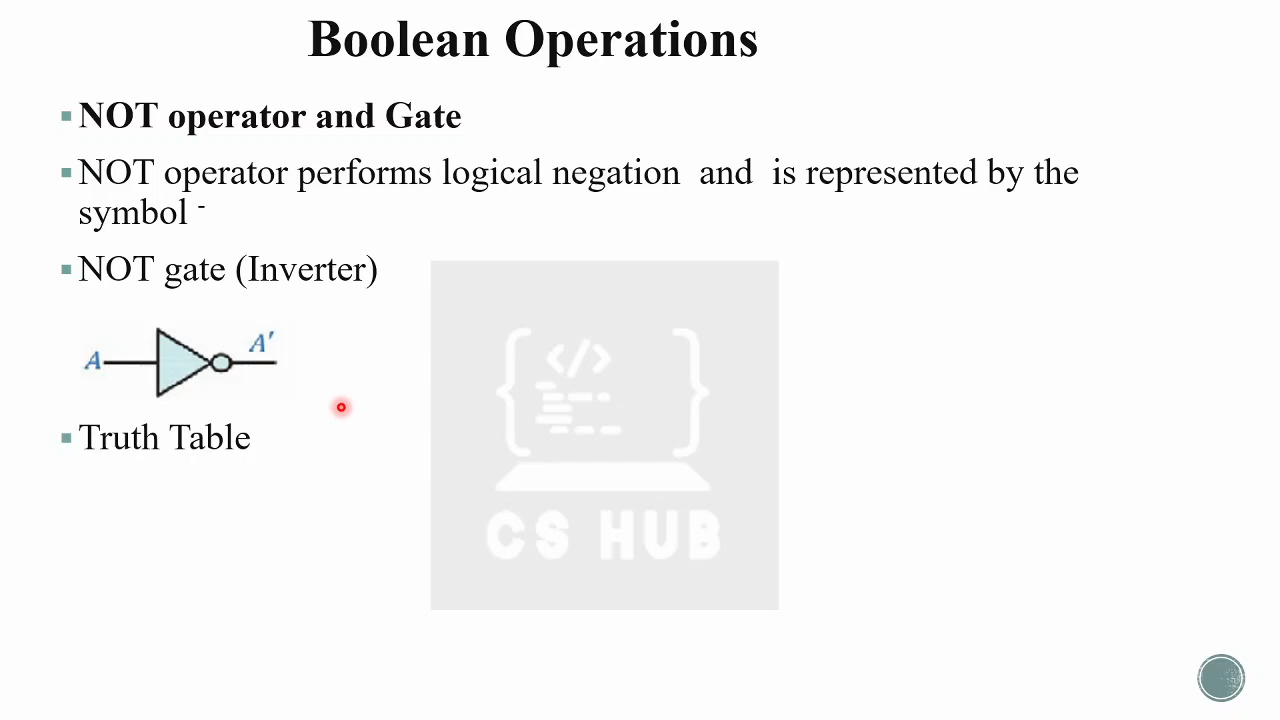 Boolean Operations
NOT operator and Gate
NOT operator performs logical negation and is represented by the
symbol -
NOT gate (Inverter)
A
A'
Truth Table
</>
CS HUB